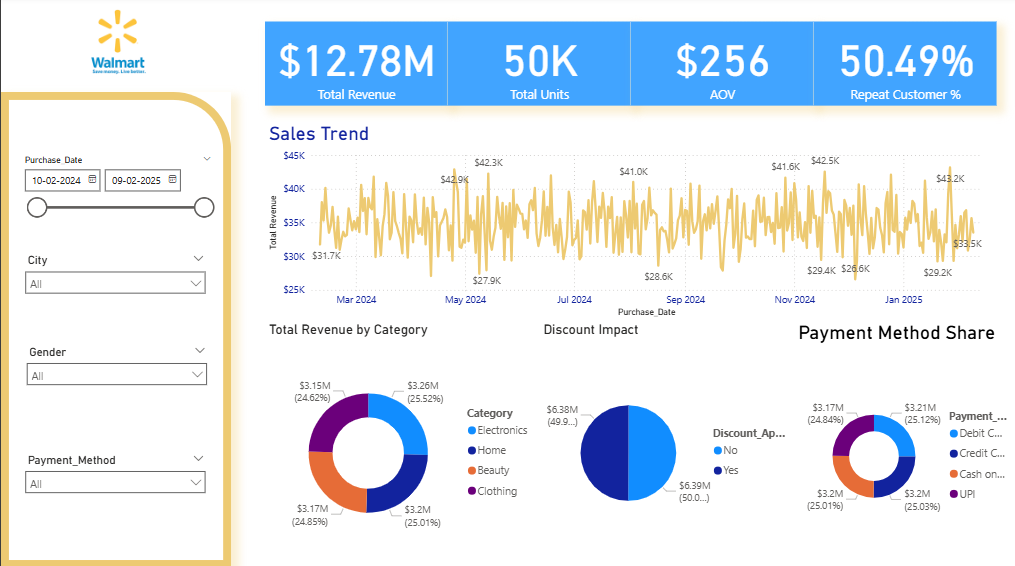 Walmart
Save money. Live better.
$12.78M
Total Revenue
50K
Total Units
$256
AOV
50.49%
Repeat Customer %
Purchase_Date
10-02-2024
09-02-2025
City
All
Gender
All
Payment_Method
All
Sales Trend
Total Revenue
$45K
$40K
$35K
$30K
$25K
$31.7K
$42.9K
$42.3K
$27.9K
$41.0K
$28.6K
$41.6K
$42.5K
$29.4K
$26.6K
$43.2K
$29.2K
$33.5K
Mar 2024
May 2024
Jul 2024
Sep 2024
Nov 2024
Jan 2025
Purchase_Date
Total Revenue by Category
$3.15M
(24.62%)
$3.26M
(25.52%)
$3.17M
(24.85%)
$3.2M
(25.01%)
Category
Electronics
Home
Beauty
Clothing
Discount Impact
$6.38M
(49.9...)
$6.39M
(50.0...)
Discount_Ap...
No
Yes
Payment Method Share
$3.17M
(24.84%)
$3.21M
(25.12%)
$3.2M
(25.01%)
$3.2M
(25.03%)
Payment_...
Debit C...
Credit C...
Cash on...
UPI